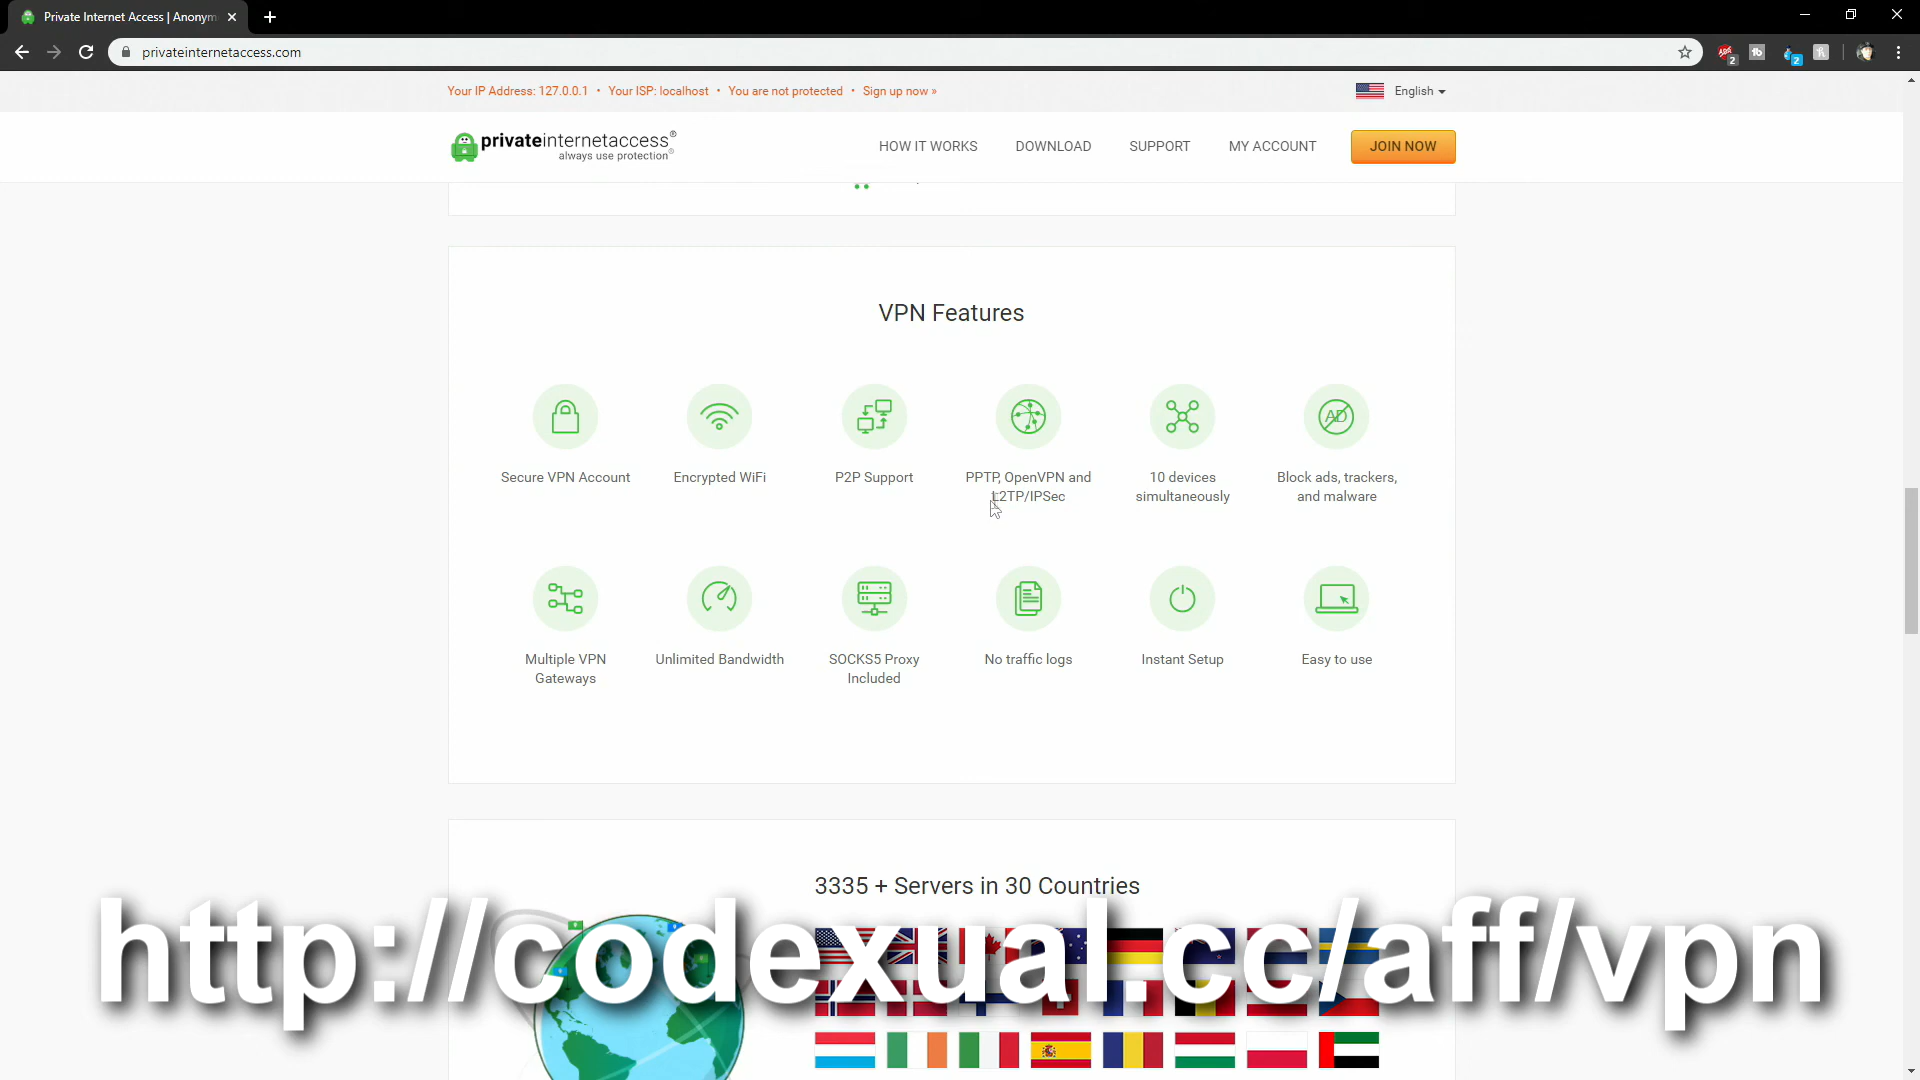 Private Internet Access | Anonym
privateinternetaccess.com
2
2
Your IP Address: 127.0.0.1 • Your ISP: localhost • You are not protected • Sign up now »
English
privateinternetaccess®
always use protection®
HOW IT WORKS
DOWNLOAD
SUPPORT
MY ACCOUNT
JOIN NOW
VPN Features
AD
Secure VPN Account
Encrypted WiFi
P2P Support
PPTP, OpenVPN and
L2TP/IPSec
10 devices
simultaneously
Block ads, trackers,
and malware
Multiple VPN
Gateways
Unlimited Bandwidth
SOCKS5 Proxy
Included
No traffic logs
Instant Setup
Easy to use
3335 + Servers in 30 Countries
http://codexual.cc/aff/vpn